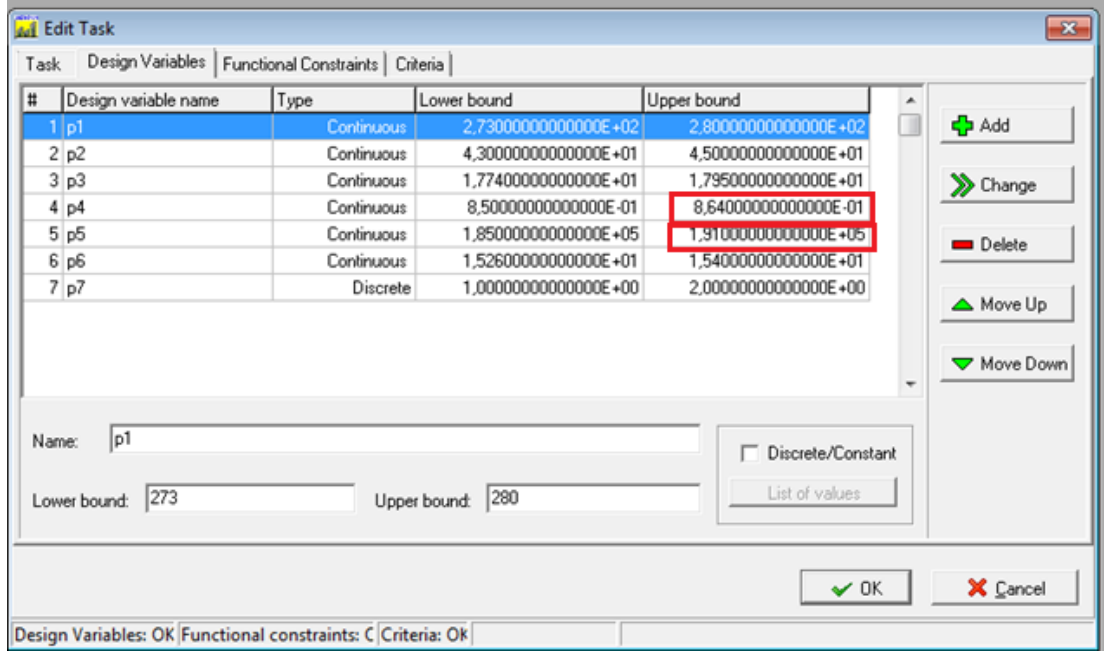 Edit Task
Task Design Variables Functional Constraints Criteria
# Design variable name Type Lower bound Upper bound
1 p1 Continuous 2,73000000000000E+02 2,80000000000000E+02
2 p2 Continuous 4,30000000000000E+01 4,50000000000000E+01
3 p3 Continuous 1,77400000000000E+01 1,79500000000000E+01
4 p4 Continuous 8,50000000000000E-01 8,64000000000000E-01
5 p5 Continuous 1,85000000000000E+05 1,91000000000000E+05
6 p6 Continuous 1,52600000000000E+01 1,54000000000000E+01
7 p7 Discrete 1,00000000000000E+00 2,00000000000000E+00
Add
Change
Delete
Move Up
Move Down
Name: p1
Discrete/Constant
Lower bound: 273 Upper bound: 280
List of values
OK Cancel
Design Variables: OK Functional constraints: C Criteria: OK